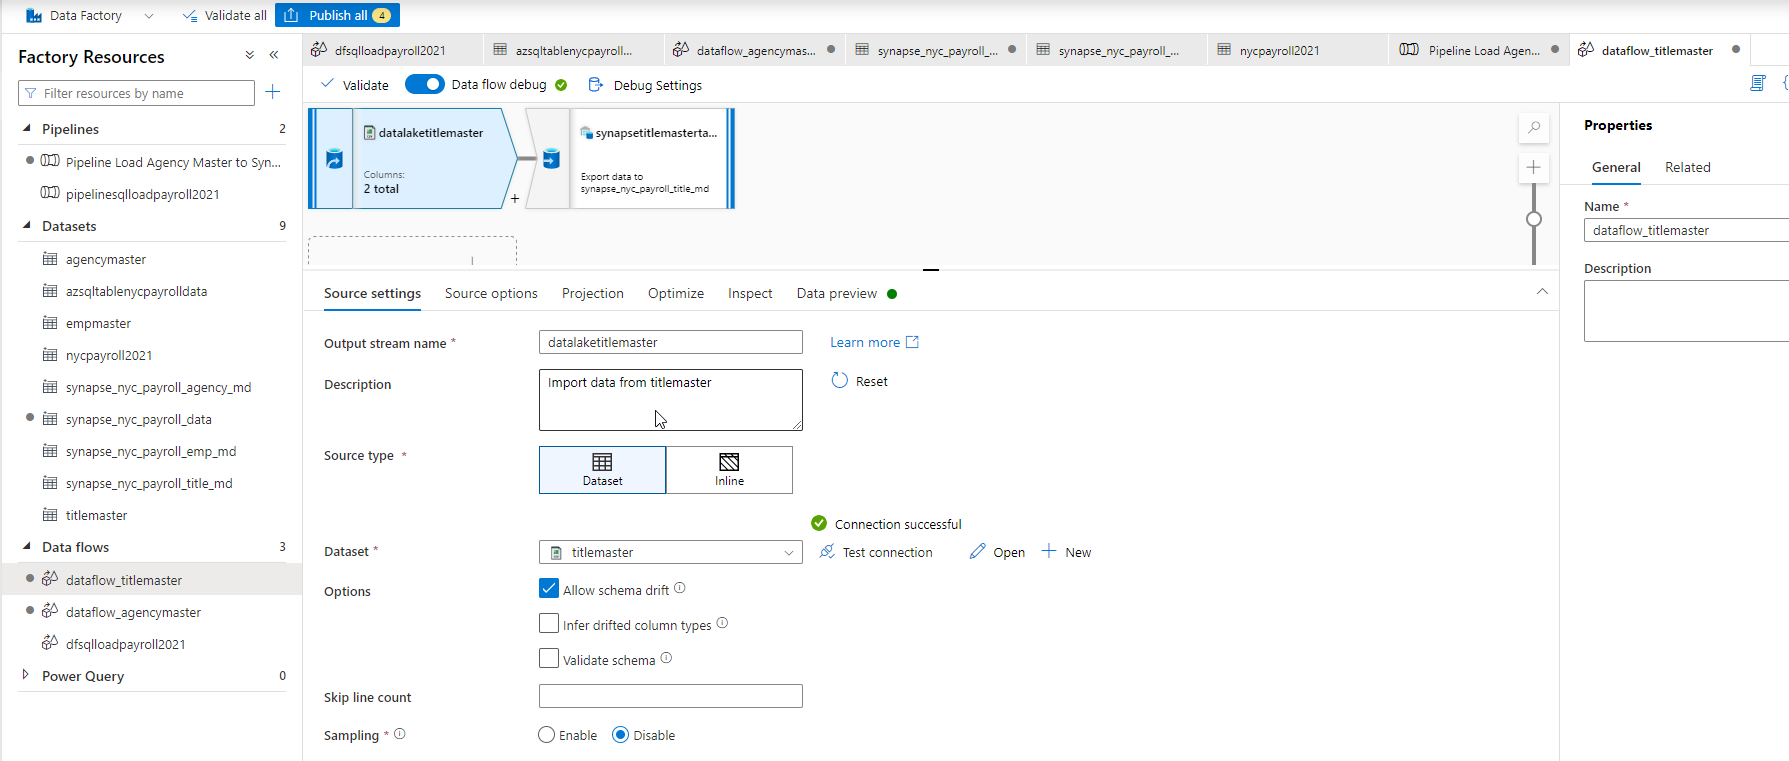 Data Factory
Validate all
Publish all 4
Factory Resources
Filter resources by name
Pipelines 2
Pipeline Load Agency Master to Syn...
pipelinesqlloadpayroll2021
Datasets 9
agencymaster
azsqltablenycpayrolldata
empmaster
nycpayroll2021
synapse_nyc_payroll_agency_md
synapse_nyc_payroll_data
synapse_nyc_payroll_emp_md
synapse_nyc_payroll_title_md
titlemaster
Data flows 3
dataflow_titlemaster
dataflow_agencymaster
dfsqlloadpayroll2021
Power Query 0
dfsqlloadpayroll2021
azsqltablenycpayroll...
dataflow_agencymas...
synapse_nyc_payroll_...
synapse_nyc_payroll_...
nycpayroll2021
Pipeline Load Agen...
dataflow_titlemaster
Validate
Data flow debug
Debug Settings
datalaketitlemaster
Columns:
2 total
synapsetitlemasterta...
Export data to
synapse_nyc_payroll_title_md
Source settings
Source options
Projection
Optimize
Inspect
Data preview
Output stream name *
datalaketitlemaster
Learn more
Description
Import data from titlemaster
Reset
Source type *
Dataset
Inline
Connection successful
Dataset *
titlemaster
Test connection
Open
New
Options
Allow schema drift
Infer drifted column types
Validate schema
Skip line count
Sampling *
Enable
Disable
Properties
General
Related
Name *
dataflow_titlemaster
Description